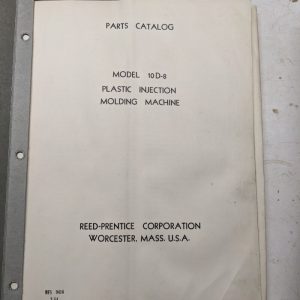 PARTS CATALOG
MODEL 10D-8
PLASTIC INJECTION
MOLDING MACHINE
REED-PRENTICE CORPORATION
WORCESTER, MASS. U.S.A.